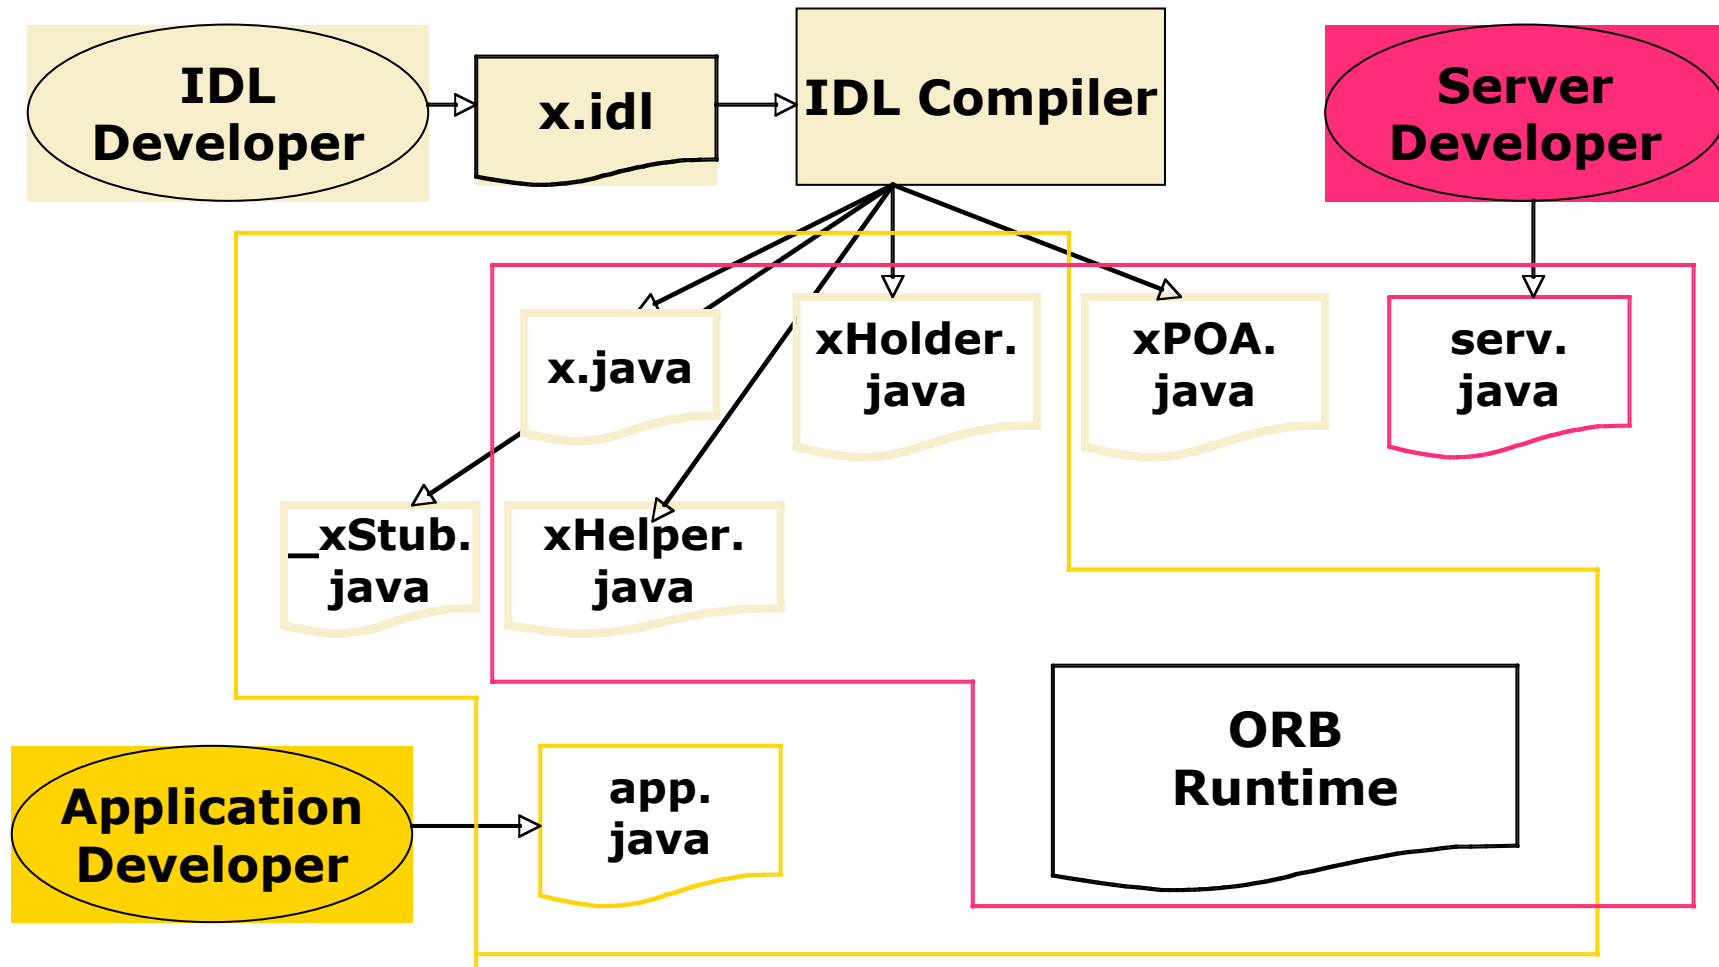 IDL
Developer
x.idl
IDL Compiler
Server
Developer
x.java
xHolder.
java
xPOA.
java
serv.
java
_xStub.
java
xHelper.
java
ORB
Runtime
Application
Developer
app.
java